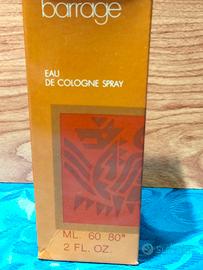 barrage
EAU
DE COLOGNE SPRAY
ML. 60 80°
2 FL. OZ.